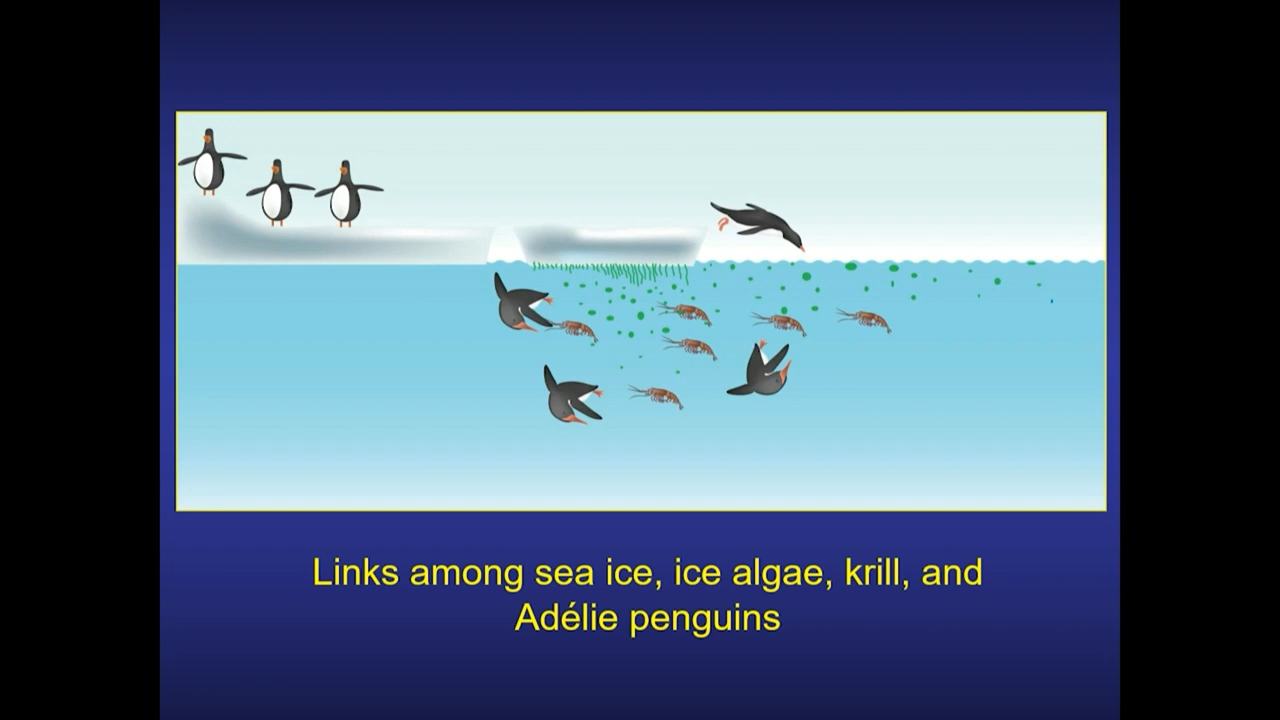 Links among sea ice, ice algae, krill, and
Adélie penguins